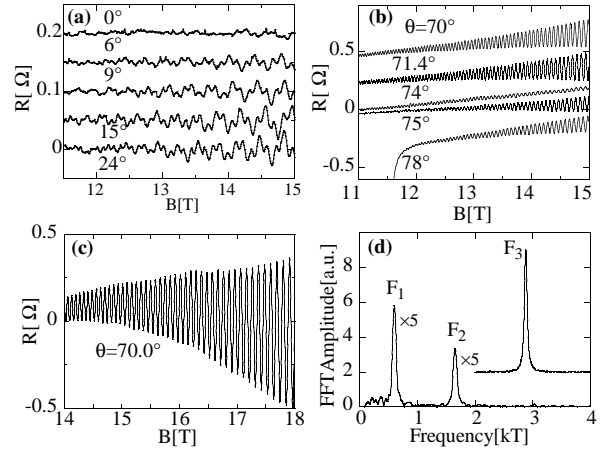 (a)
0°
6°
9°
15°
24°
0.2
0.1
0
R[Ω]
12 13 14 15
B[T]
(b)
θ=70°
71.4°
74°
75°
78°
0.5
0
-0.5
R[Ω]
11 12 13 14 15
B[T]
(c)
θ=70.0°
0.5
0
-0.5
R[Ω]
14 15 16 17 18
B[T]
(d)
F1
×5
F2
×5
F3
8
6
4
2
0
FFT Amplitude[a.u.]
0 1 2 3 4
Frequency[kT]